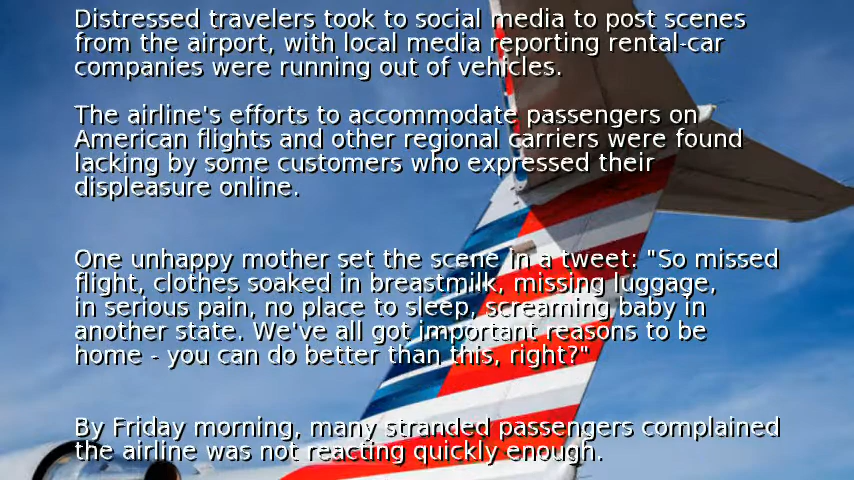 Distressed travelers took to social media to post scenes
from the airport, with local media reporting rental-car
companies were running out of vehicles.
The airline's efforts to accommodate passengers on
American flights and other regional carriers were found
lacking by some customers who expressed their
displeasure online.
One unhappy mother set the scene in a tweet: "So missed
flight, clothes soaked in breastmilk, missing luggage,
in serious pain, no place to sleep, screaming baby in
another state. We've all got important reasons to be
home - you can do better than this, right?"
By Friday morning, many stranded passengers complained
the airline was not reacting quickly enough.